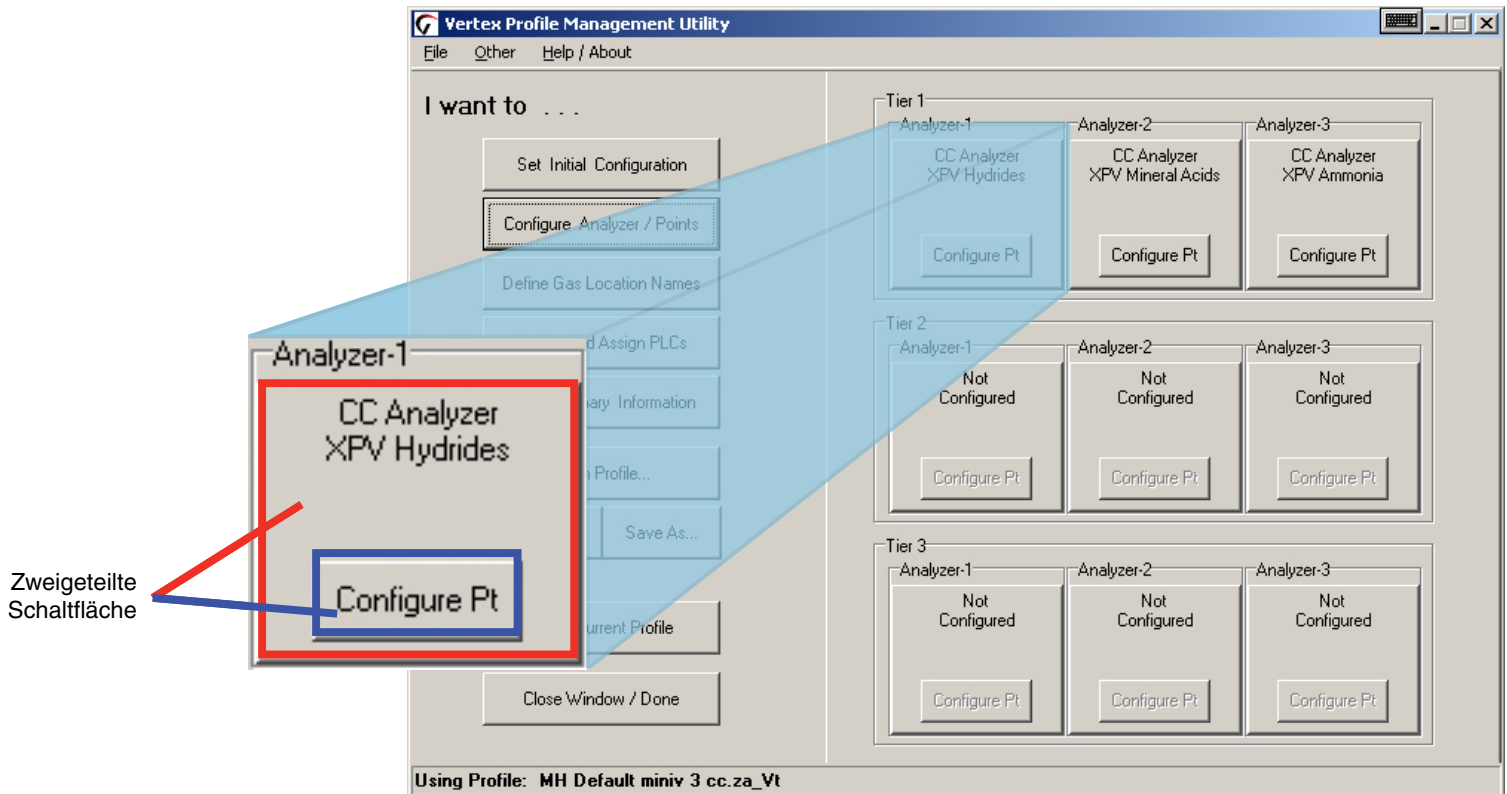 Vertex Profile Management Utility
File Other Help / About
I want to . . .
Set Initial Configuration
Configure Analyzer / Points
Define Gas Location Names
d Assign PLCs
ary Information
Profile...
Save As...
urrent Profile
Close Window / Done
Tier 1
Analyzer-1
CC Analyzer
XPV Hydrides
Configure Pt
Analyzer-2
CC Analyzer
XPV Mineral Acids
Configure Pt
Analyzer-3
CC Analyzer
XPV Ammonia
Configure Pt
Tier 2
Analyzer-1
Not
Configured
Configure Pt
Analyzer-2
Not
Configured
Configure Pt
Analyzer-3
Not
Configured
Configure Pt
Tier 3
Analyzer-1
Not
Configured
Configure Pt
Analyzer-2
Not
Configured
Configure Pt
Analyzer-3
Not
Configured
Configure Pt
Analyzer-1
CC Analyzer
XPV Hydrides
Configure Pt
Zweigeteilte
Schaltfläche
Using Profile: MH Default miniv 3 cc.za_Vt